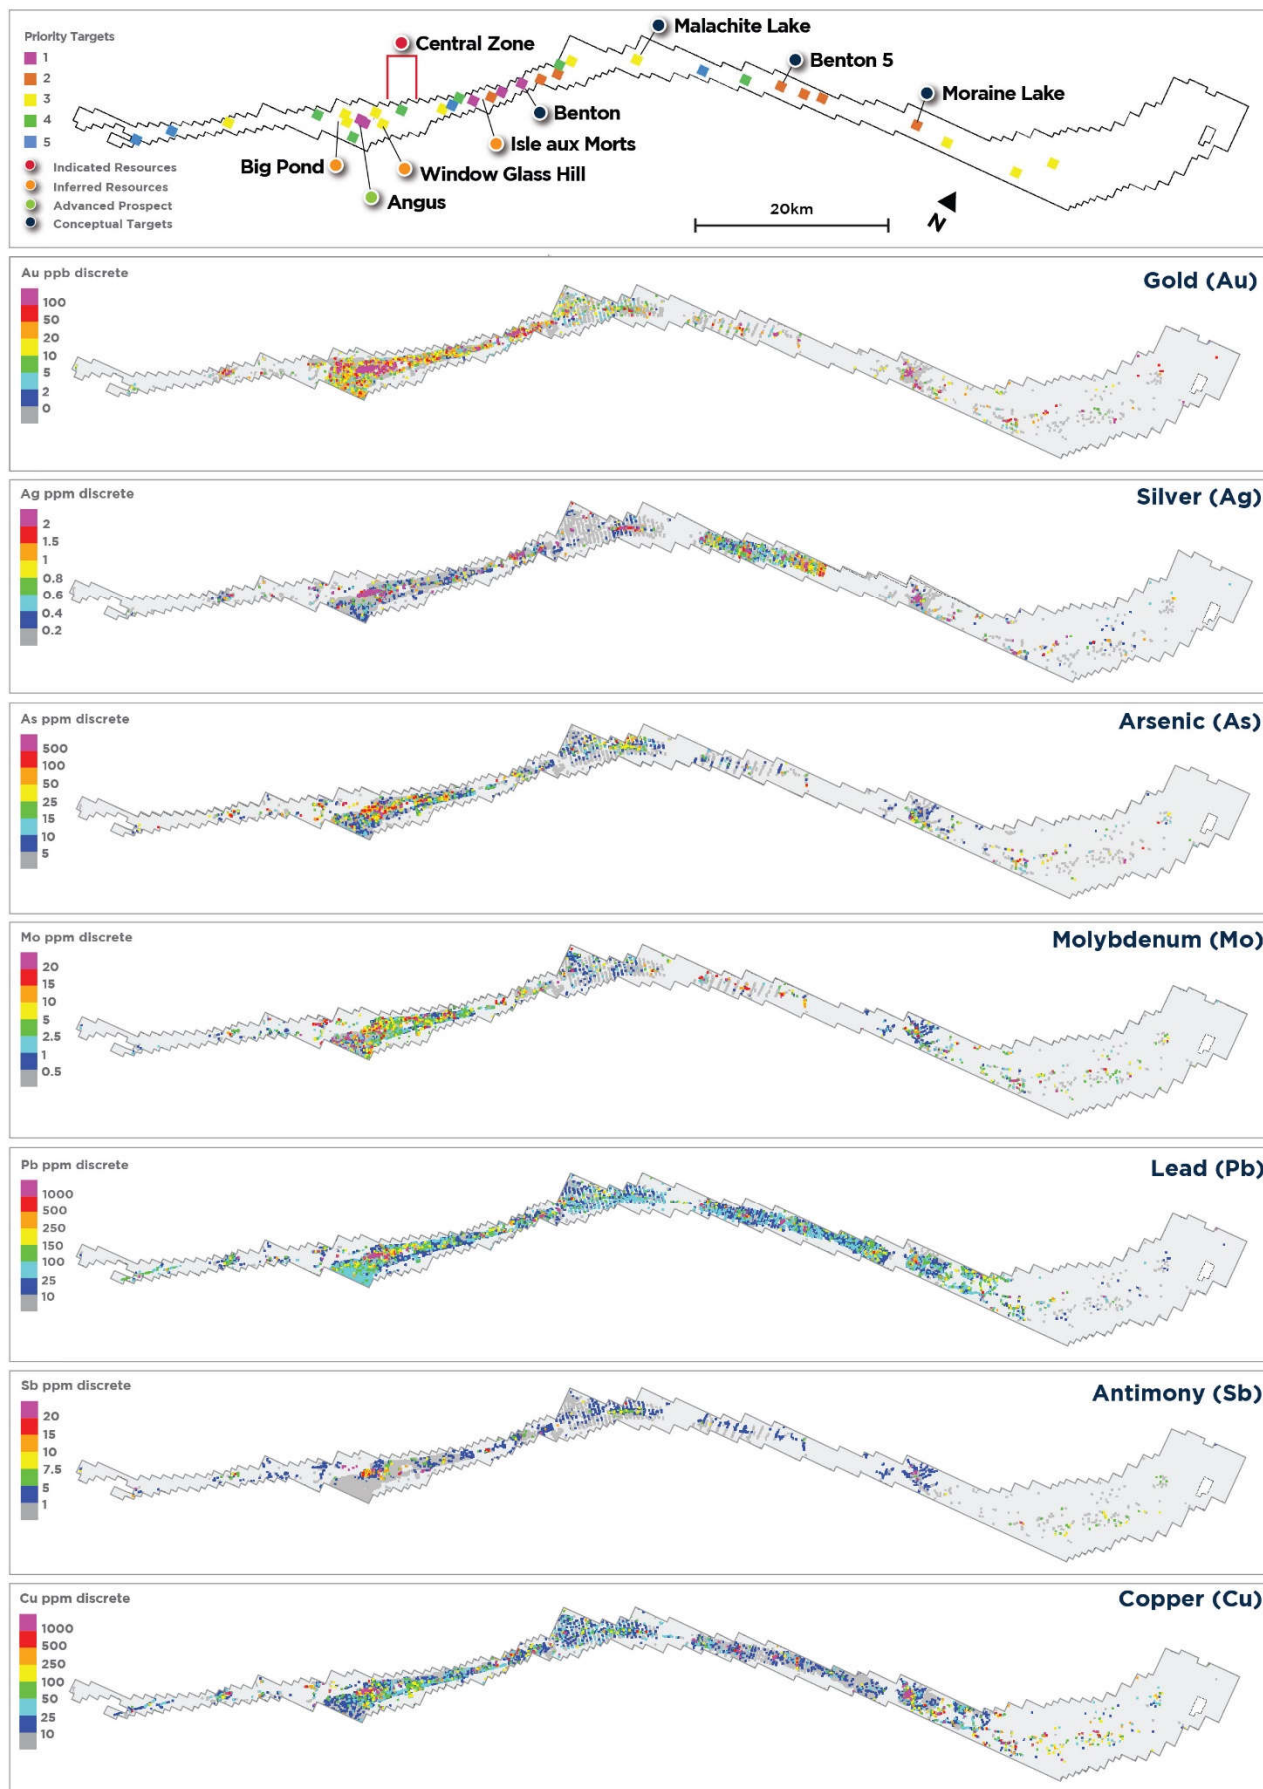 Priority Targets
1
2
3
4
5
Indicated Resources
Inferred Resources
Advanced Prospect
Conceptual Targets
Central Zone
Malachite Lake
Benton 5
Moraine Lake
Benton
Isle aux Morts
Big Pond
Window Glass Hill
Angus
20km
N
Au ppb discrete
Gold (Au)
100
50
20
10
5
2
0
Ag ppm discrete
Silver (Ag)
2
1.5
1
0.8
0.6
0.4
0.2
As ppm discrete
Arsenic (As)
500
100
50
25
15
10
5
Mo ppm discrete
Molybdenum (Mo)
20
15
10
5
2.5
1
0.5
Pb ppm discrete
Lead (Pb)
1000
500
250
150
100
25
10
Sb ppm discrete
Antimony (Sb)
20
15
10
7.5
5
1
Cu ppm discrete
Copper (Cu)
1000
500
250
100
50
25
10